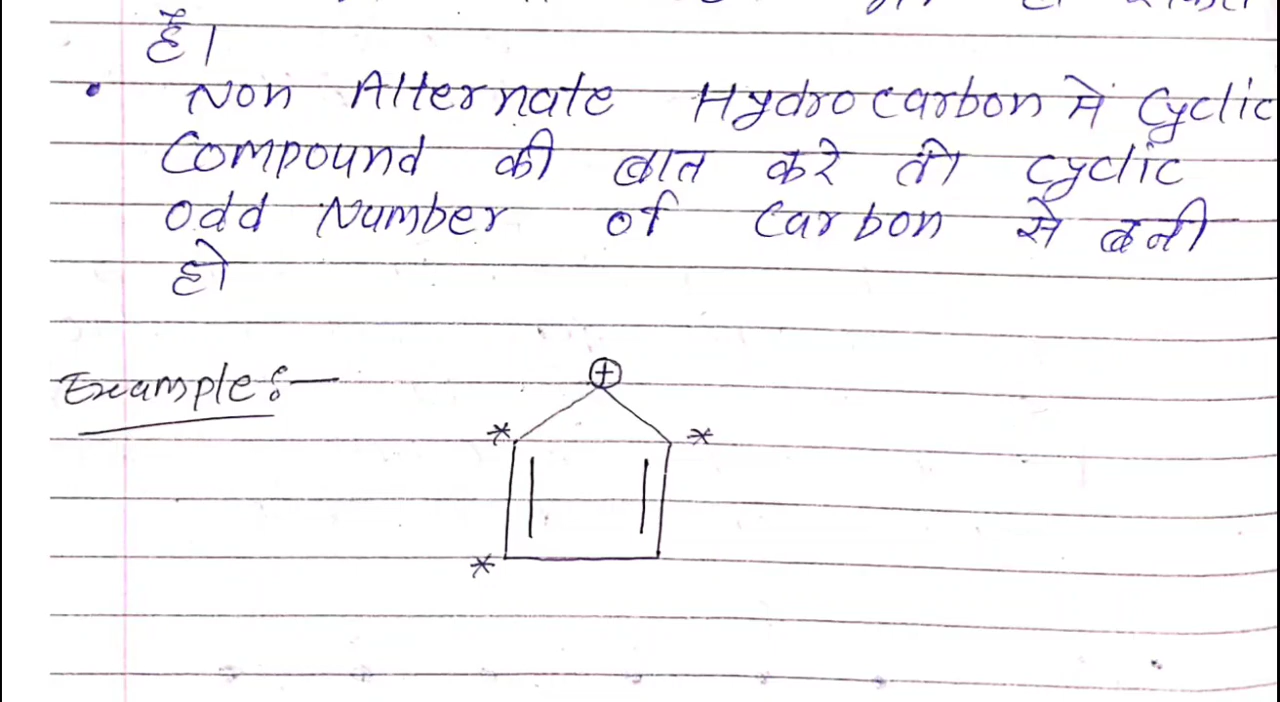 हैं।
• Non Alternate Hydrocarbon में Cyclic
Compound की बात करे तो cyclic
odd Number of Carbon से बनी
हो
Example:—
⊕
* *
*